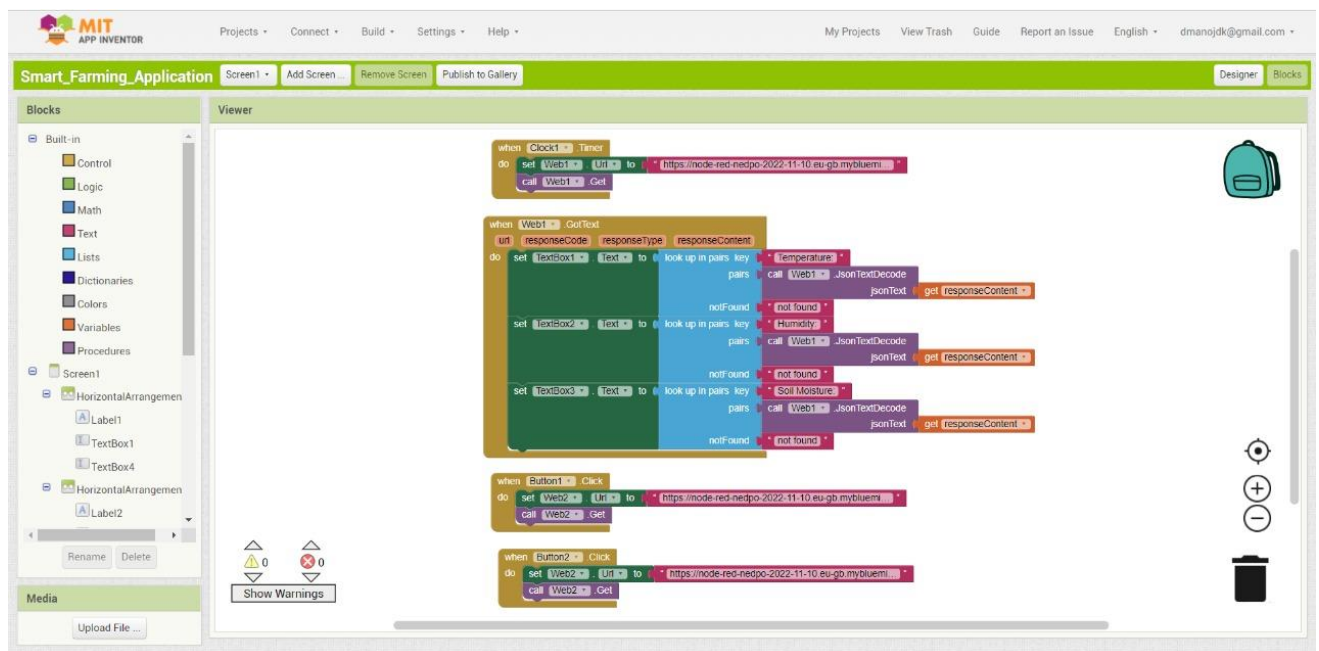 MIT
APP INVENTOR
Projects Connect Build Settings Help My Projects View Trash Guide Report an Issue English dmanojdk@gmail.com
Smart_Farming_Application Screen1 Add Screen ... Remove Screen Publish to Gallery Designer Blocks
Blocks
Viewer
Built-in
Control
Logic
Math
Text
Lists
Dictionaries
Colors
Variables
Procedures
Screen1
HorizontalArrangemen
Label1
TextBox1
TextBox4
HorizontalArrangemen
Label2
Rename Delete
Media
Upload File ...
when Clock1 .Timer
do set Web1 . Url to " https://node-red-nedpo-2022-11-10.eu-gb.mybluemi... "
call Web1 .Get
when Web1 .GotText
url responseCode responseType responseContent
do set TextBox1 . Text to look up in pairs key " Temperature: "
pairs call Web1 .JsonTextDecode
jsonText get responseContent
notFound " not found "
set TextBox2 . Text to look up in pairs key " Humidity: "
pairs call Web1 .JsonTextDecode
jsonText get responseContent
notFound " not found "
set TextBox3 . Text to look up in pairs key " Soil Moisture: "
pairs call Web1 .JsonTextDecode
jsonText get responseContent
notFound " not found "
when Button1 .Click
do set Web2 . Url to " https://node-red-nedpo-2022-11-10.eu-gb.mybluemi... "
call Web2 .Get
when Button2 .Click
do set Web2 . Url to " https://node-red-nedpo-2022-11-10.eu-gb.mybluemi... "
call Web2 .Get
0 0
Show Warnings